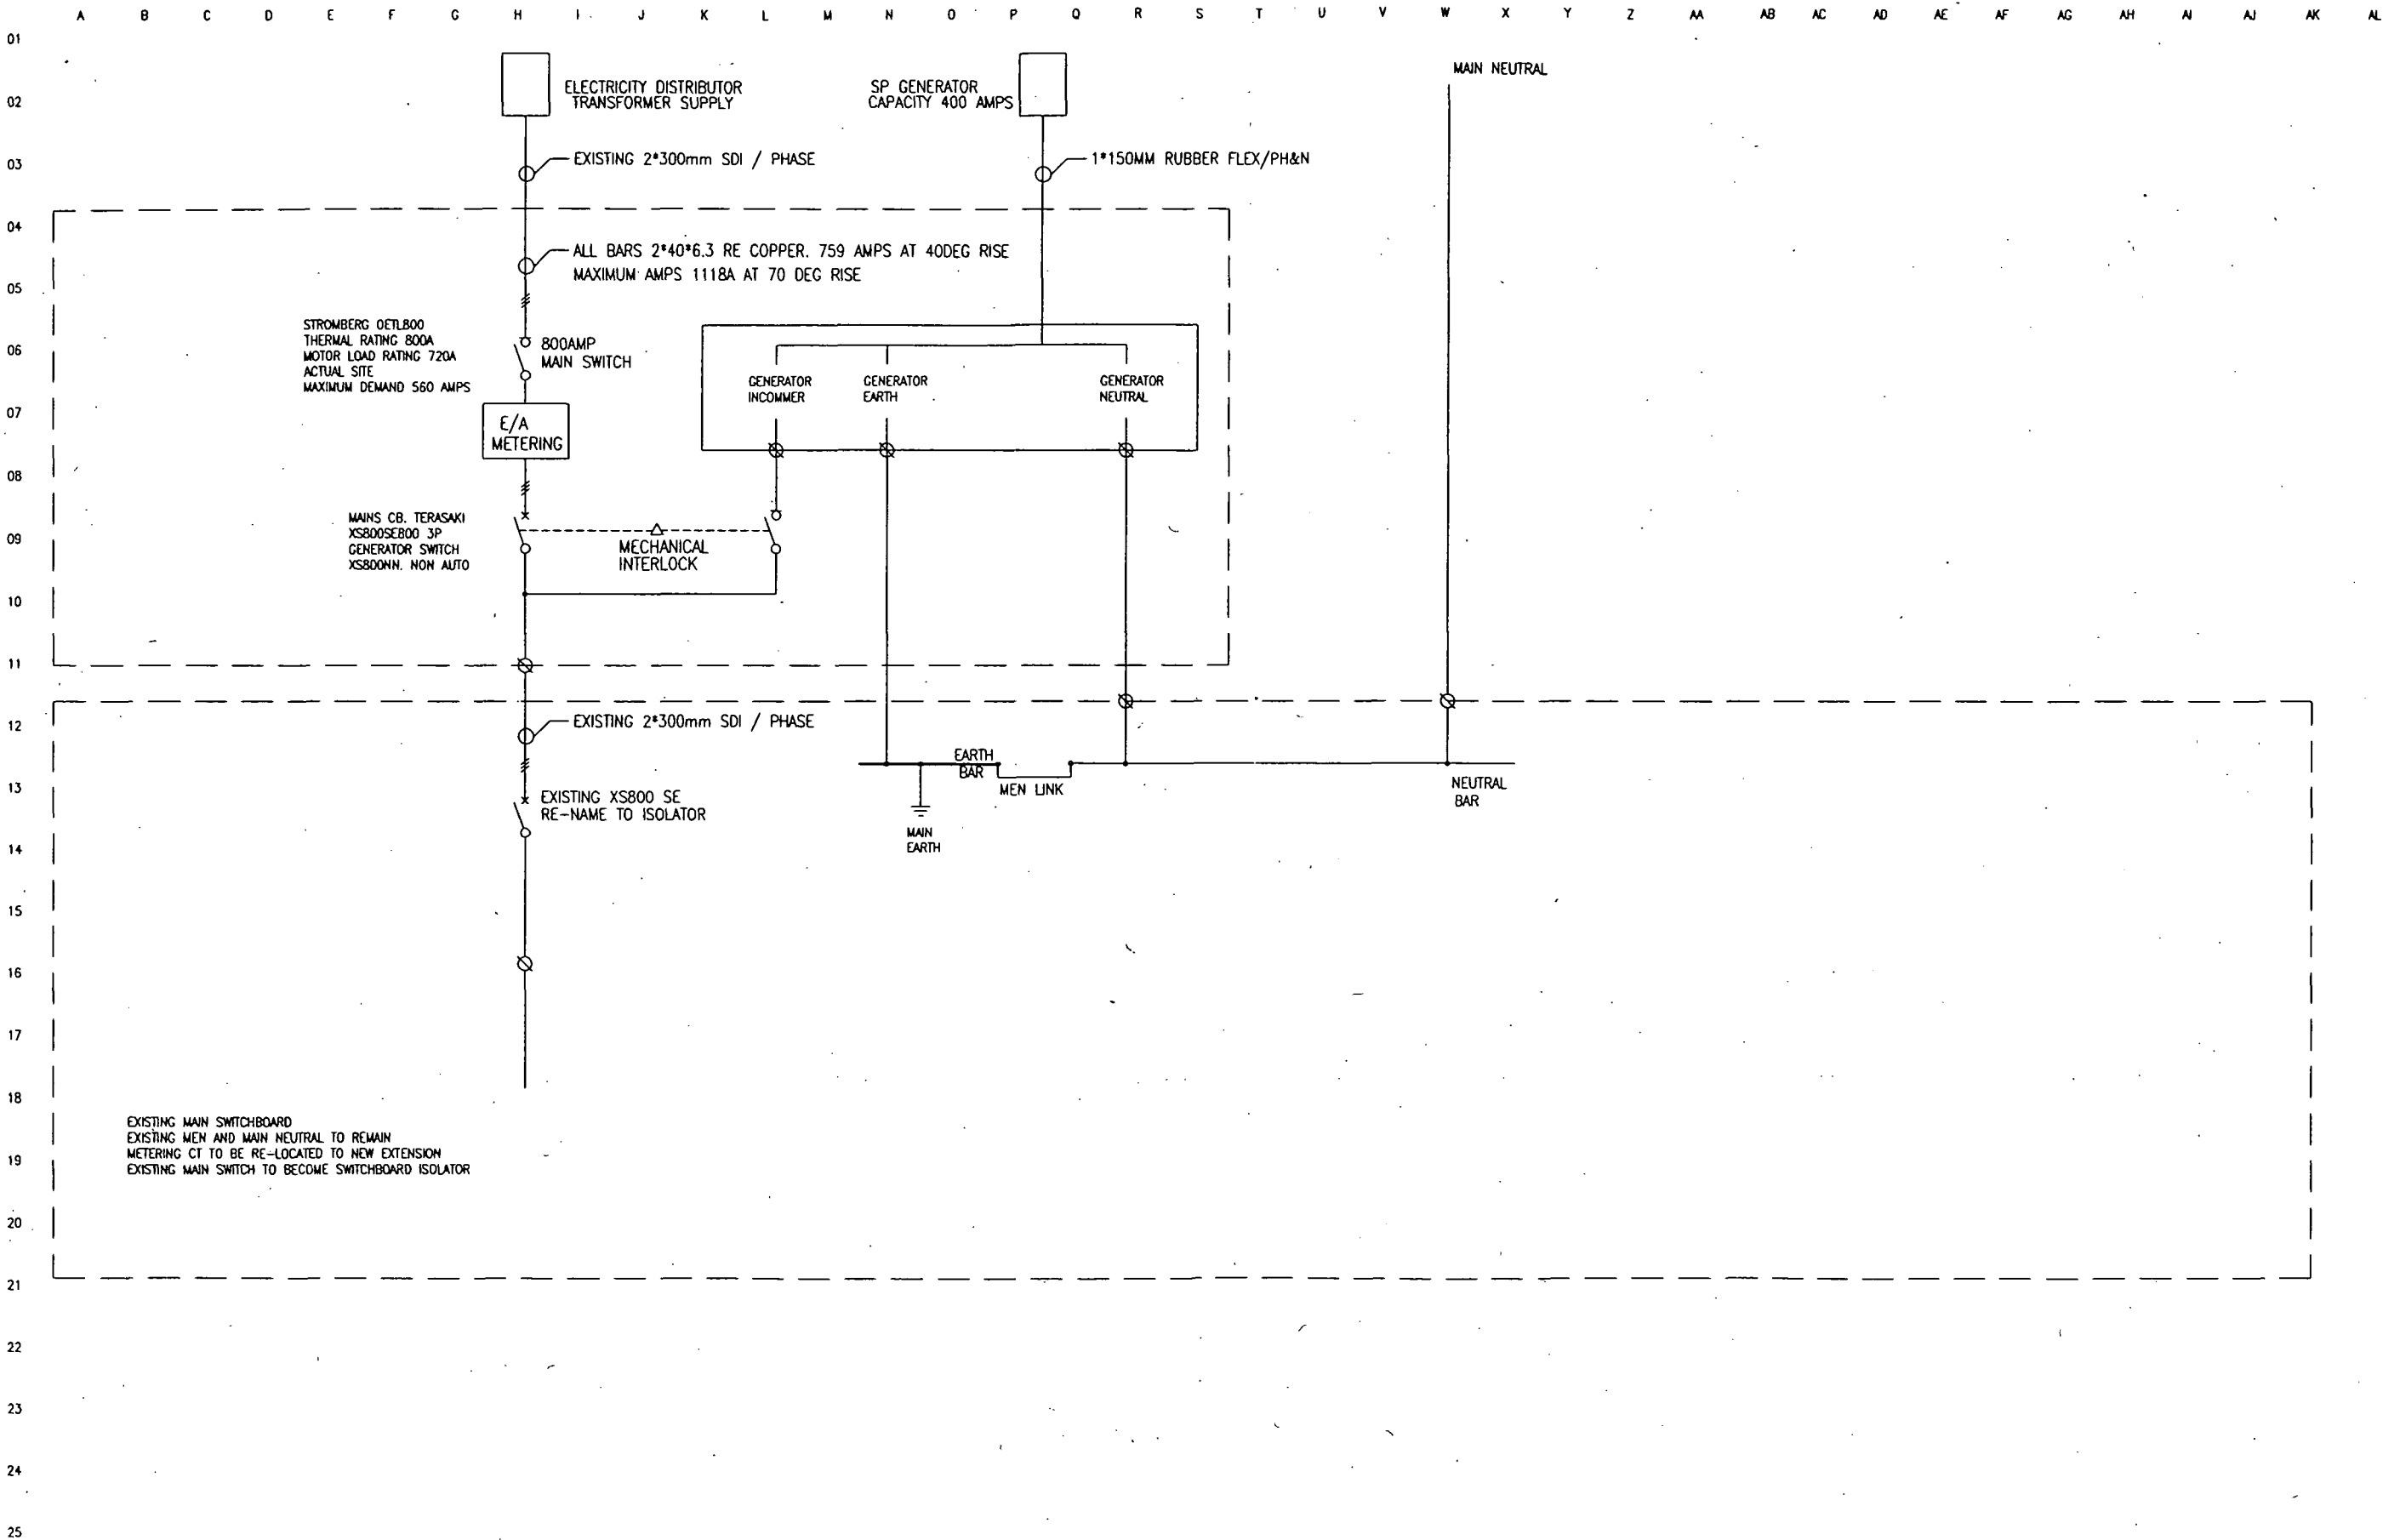 A B C D E F G H I J K L M N O P Q R S T U V W X Y Z AA AB AC AD AE AF AG AH AI AJ AK AL
01
MAIN NEUTRAL
02
ELECTRICITY DISTRIBUTOR
TRANSFORMER SUPPLY
SP GENERATOR
CAPACITY 400 AMPS
03
EXISTING 2*300mm SDI / PHASE
1*150MM RUBBER FLEX/PH&N
04
ALL BARS 2*40*6.3 RE COPPER. 759 AMPS AT 40DEG RISE
MAXIMUM AMPS 1118A AT 70 DEG RISE
05
STROMBERG OETL800
THERMAL RATING 800A
MOTOR LOAD RATING 720A
ACTUAL SITE
MAXIMUM DEMAND 560 AMPS
06
800AMP
MAIN SWITCH
GENERATOR
INCOMMER
GENERATOR
EARTH
GENERATOR
NEUTRAL
07
E/A
METERING
08
MAINS CB. TERASAKI
XS800SE800 3P
GENERATOR SWITCH
XS800NN. NON AUTO
09
MECHANICAL
INTERLOCK
10
11
12
EXISTING 2*300mm SDI / PHASE
EARTH
BAR
MEN LINK
13
NEUTRAL
BAR
EXISTING XS800 SE
RE-NAME TO ISOLATOR
MAIN
EARTH
14
15
16
17
18
EXISTING MAIN SWITCHBOARD
EXISTING MEN AND MAIN NEUTRAL TO REMAIN
METERING CT TO BE RE-LOCATED TO NEW EXTENSION
EXISTING MAIN SWITCH TO BECOME SWITCHBOARD ISOLATOR
19
20
21
22
23
24
25